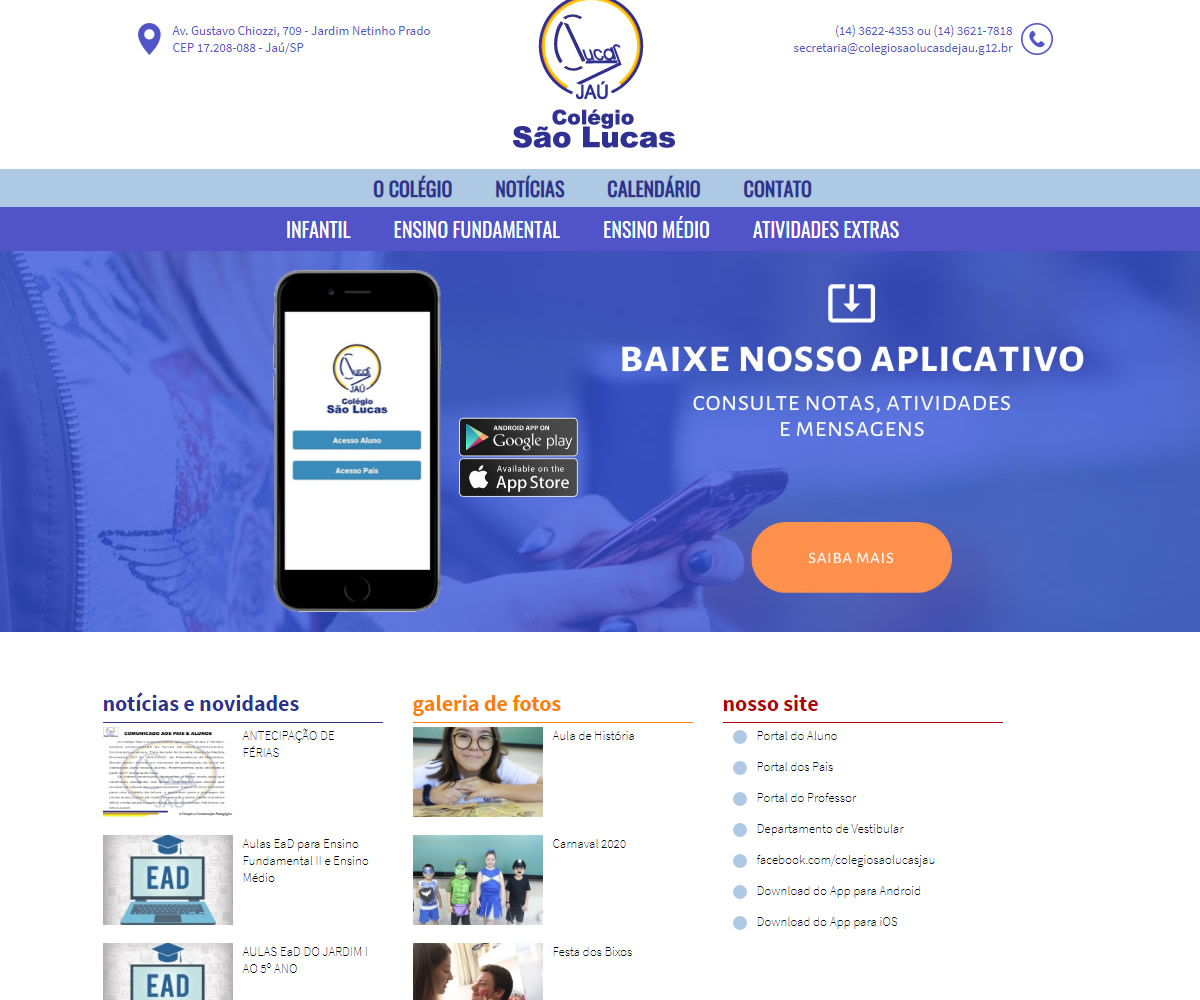 Av. Gustavo Chiozzi, 709 - Jardim Netinho Prado
CEP 17.208-088 - Jaú/SP
Lucas
JAÚ
Colégio
São Lucas
(14) 3622-4353 ou (14) 3621-7818
secretaria@colegiosaolucasdejau.g12.br
O COLÉGIO NOTÍCIAS CALENDÁRIO CONTATO
INFANTIL ENSINO FUNDAMENTAL ENSINO MÉDIO ATIVIDADES EXTRAS
Lucas
JAÚ
Colégio
São Lucas
Acesso Aluno
Acesso Pais
ANDROID APP ON
Google play
Available on the
App Store
BAIXE NOSSO APLICATIVO
CONSULTE NOTAS, ATIVIDADES
E MENSAGENS
SAIBA MAIS
notícias e novidades
COMUNICADO AOS PAIS & ALUNOS
JAÚ
ANTECIPAÇÃO DE
FÉRIAS
EAD
Aulas EaD para Ensino
Fundamental II e Ensino
Médio
EAD
AULAS EaD DO JARDIM I
AO 5º ANO
galeria de fotos
Aula de História
Carnaval 2020
Festa dos Bixos
nosso site
Portal do Aluno
Portal dos Pais
Portal do Professor
Departamento de Vestibular
facebook.com/colegiosaolucasjau
Download do App para Android
Download do App para iOS